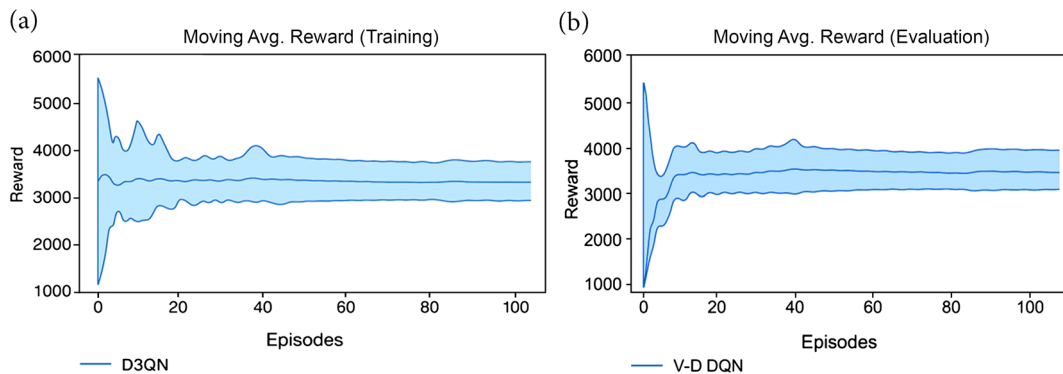 (a)
Moving Avg. Reward (Training)
6000
5000
4000
3000
2000
1000
Reward
0 20 40 60 80 100
Episodes
D3QN
(b)
Moving Avg. Reward (Evaluation)
6000
5000
4000
3000
2000
1000
Reward
0 20 40 60 80 100
Episodes
V-D DQN